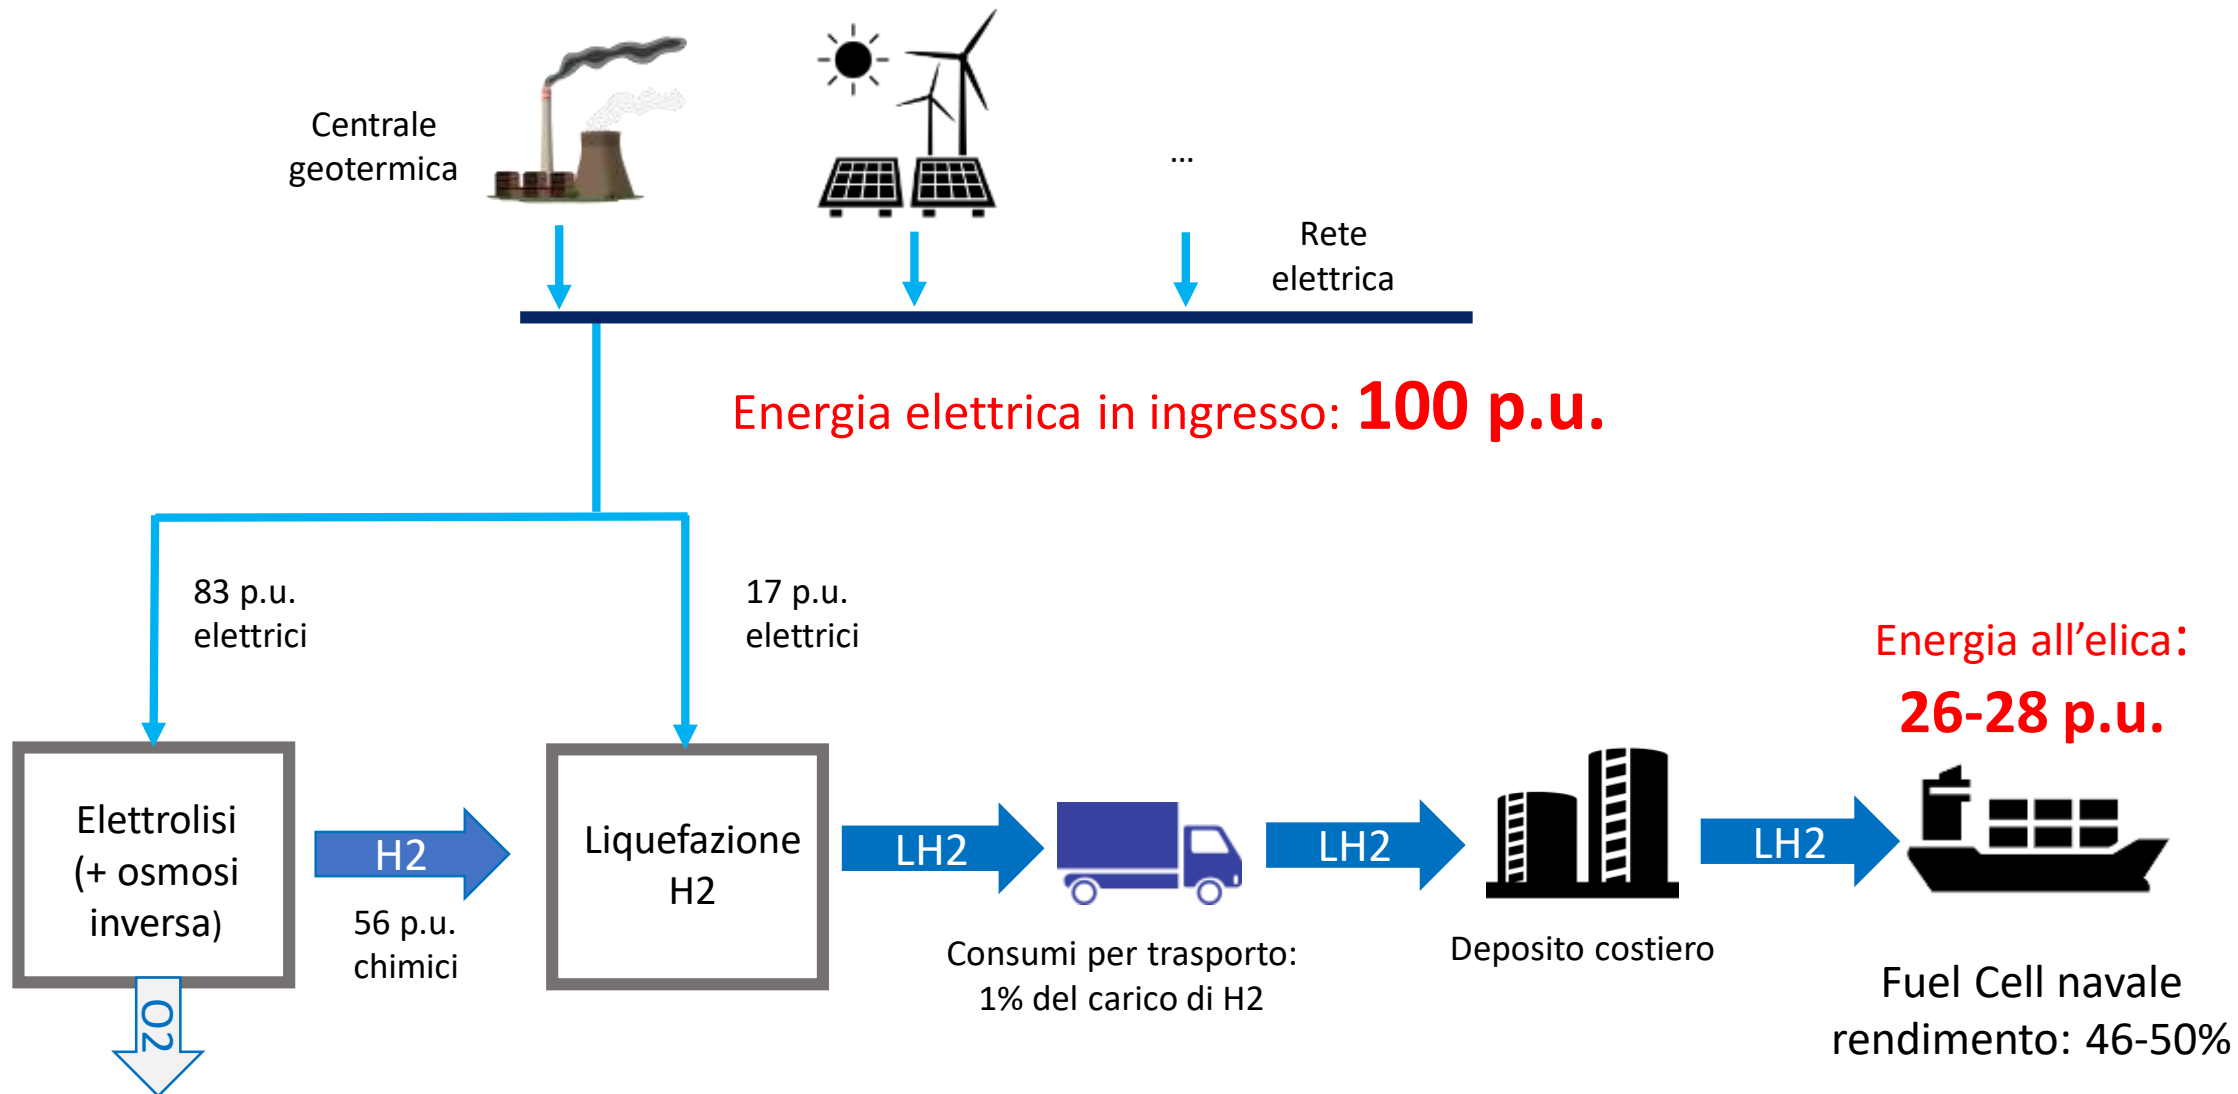 Centrale
geotermica
...
Rete
elettrica
Energia elettrica in ingresso: 100 p.u.
83 p.u.
elettrici
17 p.u.
elettrici
Energia all’elica:
26-28 p.u.
Elettrolisi
(+ osmosi
inversa)
H2
56 p.u.
chimici
Liquefazione
H2
LH2
LH2
LH2
Consumi per trasporto:
1% del carico di H2
Deposito costiero
Fuel Cell navale
rendimento: 46-50%
O2